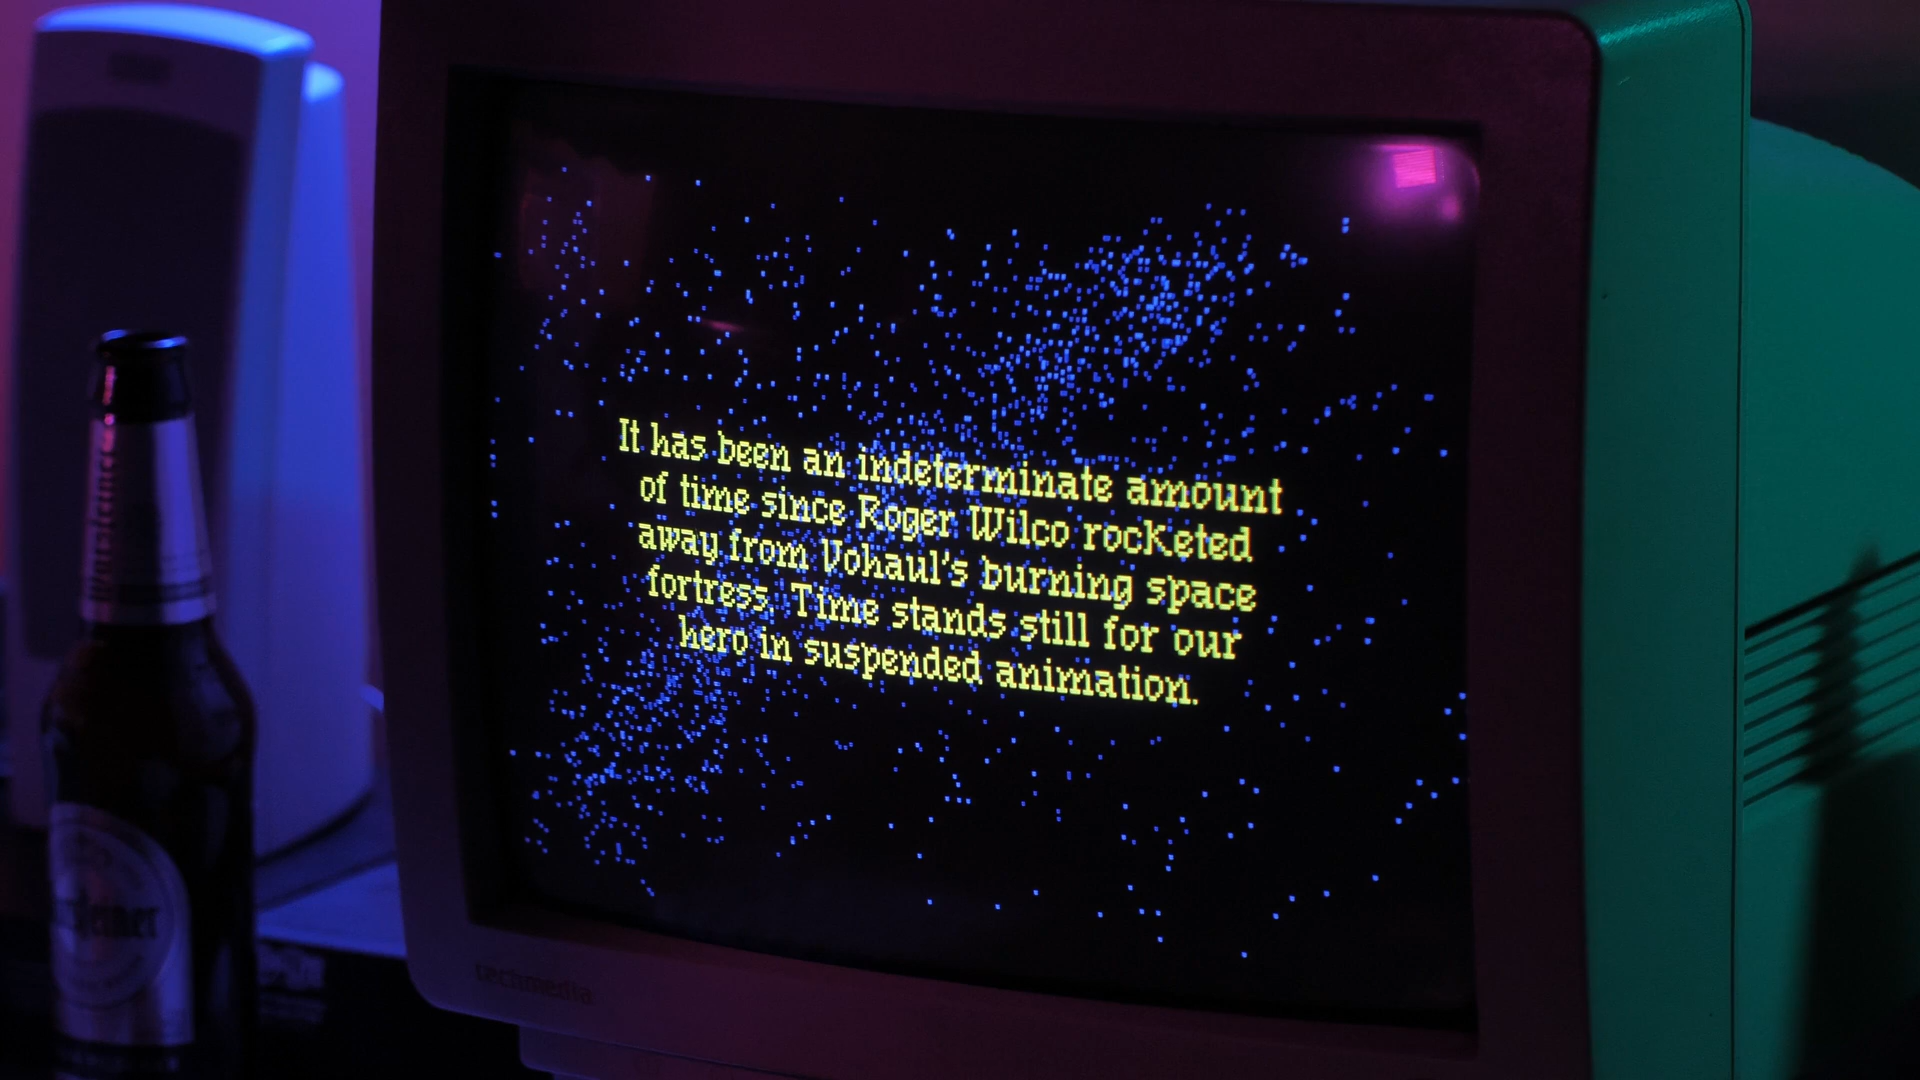 It has been an indeterminate amount
of time since Roger Wilco rocketed
away from Vohaul's burning space
fortress. Time stands still for our
hero in suspended animation.
techmedia